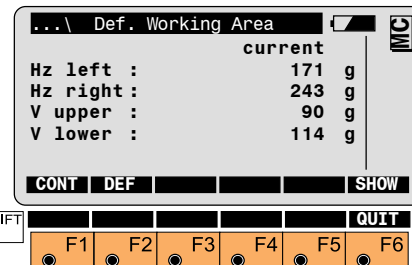 ...\ Def. Working Area
MC
current
Hz left : 171 g
Hz right: 243 g
V upper : 90 g
V lower : 114 g
CONT DEF SHOW
IFT QUIT
F1 F2 F3 F4 F5 F6